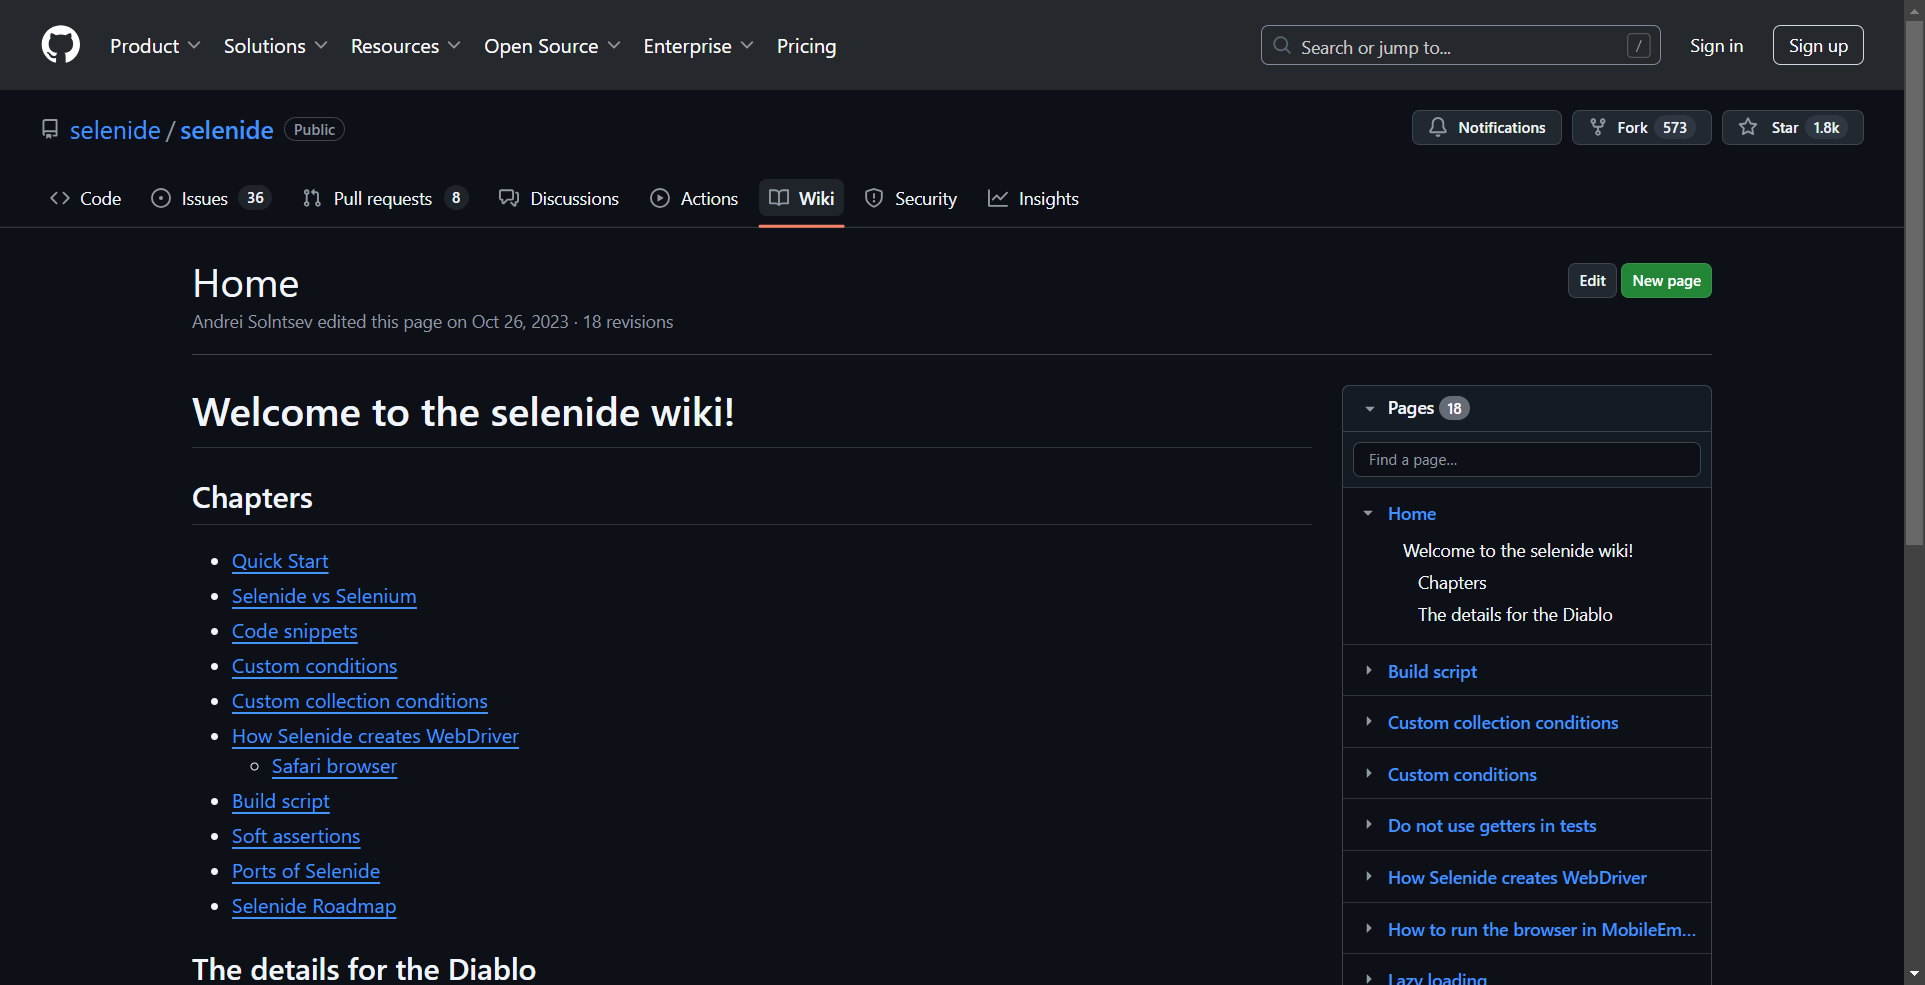 Product Solutions Resources Open Source Enterprise Pricing Search or jump to... / Sign in Sign up
selenide / selenide Public Notifications Fork 573 Star 1.8k
Code Issues 36 Pull requests 8 Discussions Actions Wiki Security Insights
Home
Edit New page
Andrei Solntsev edited this page on Oct 26, 2023 · 18 revisions
Welcome to the selenide wiki!
Chapters
Quick Start
Selenide vs Selenium
Code snippets
Custom conditions
Custom collection conditions
How Selenide creates WebDriver
Safari browser
Build script
Soft assertions
Ports of Selenide
Selenide Roadmap
The details for the Diablo
Pages 18
Find a page...
Home
Welcome to the selenide wiki!
Chapters
The details for the Diablo
Build script
Custom collection conditions
Custom conditions
Do not use getters in tests
How Selenide creates WebDriver
How to run the browser in MobileEm...
Lazy loading